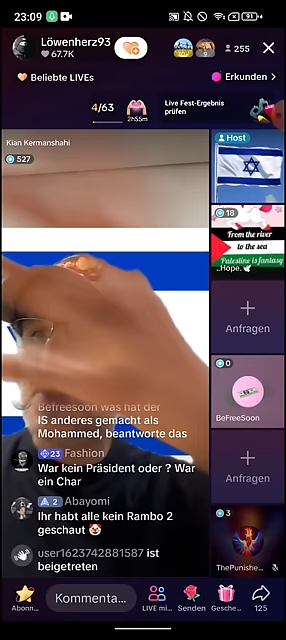 23:09
91
Löwenherz93
67.7K
255
Beliebte LIVEs
Erkunden >
4/63
2h55m
Live Fest-Ergebnis
prüfen
Kian Kermanshahi
527
Host
18
From the river
to the sea
Palestine is fantasy
..Hope.
Anfragen
0
BeFreeSoon
Anfragen
3
ThePunishe...
Befreesoon was hat der
IS anderes gemacht als
Mohammed, beantworte das
23 Fashion
War kein Präsident oder ? War
ein Char
2 Abayomi
Ihr habt alle kein Rambo 2
geschaut 🤡
user1623742881587 ist
beigetreten
Abonn...
Kommenta...
LIVE mi...
Senden
Gesche...
125